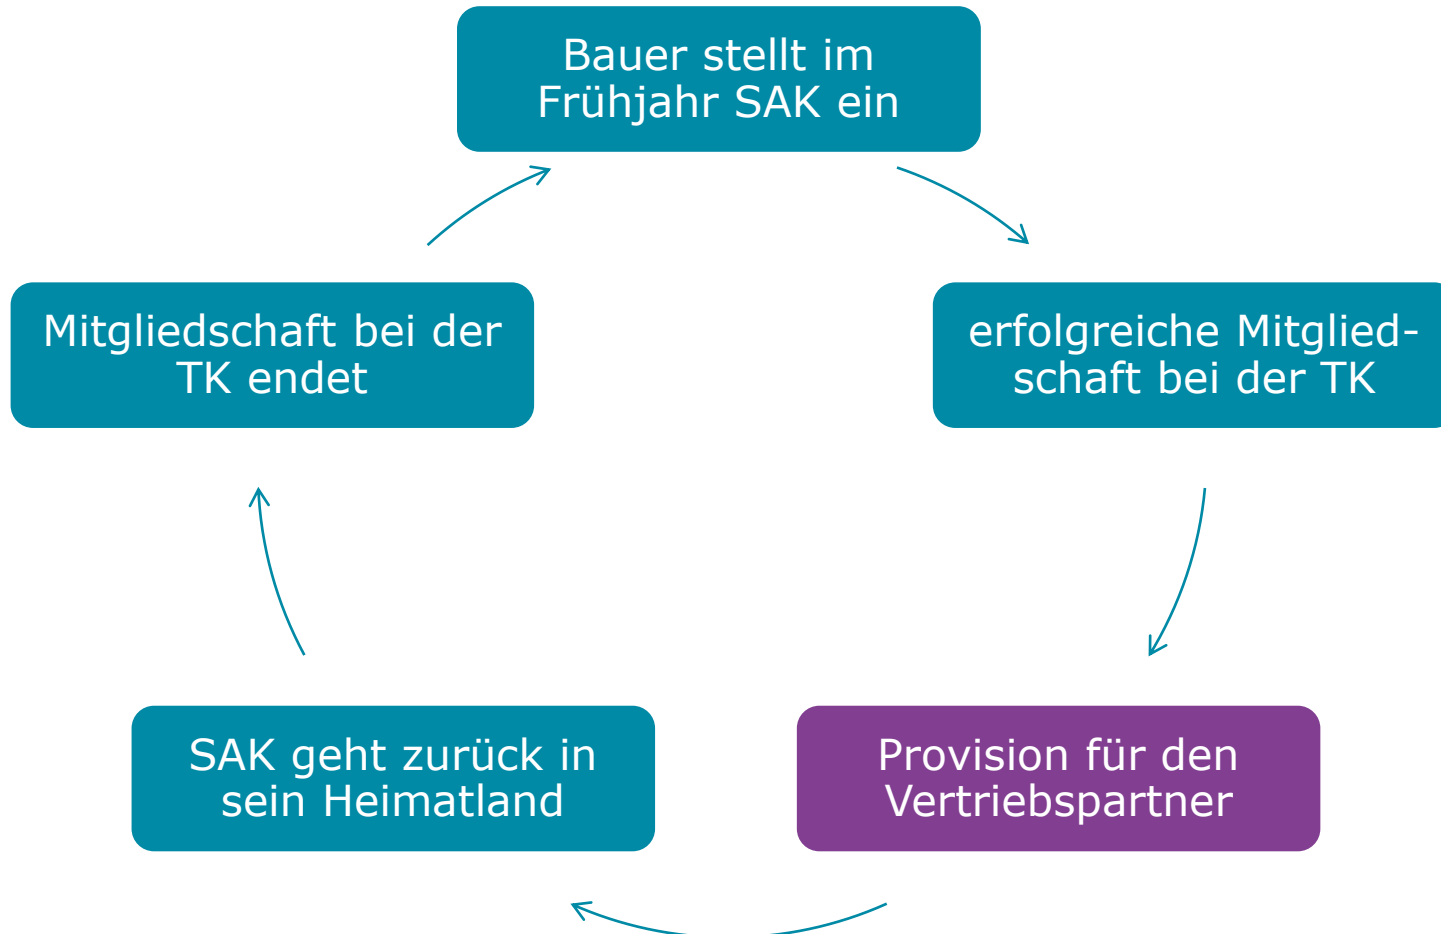 Bauer stellt im
Frühjahr SAK ein
erfolgreiche Mitglied-
schaft bei der TK
Provision für den
Vertriebspartner
SAK geht zurück in
sein Heimatland
Mitgliedschaft bei der
TK endet